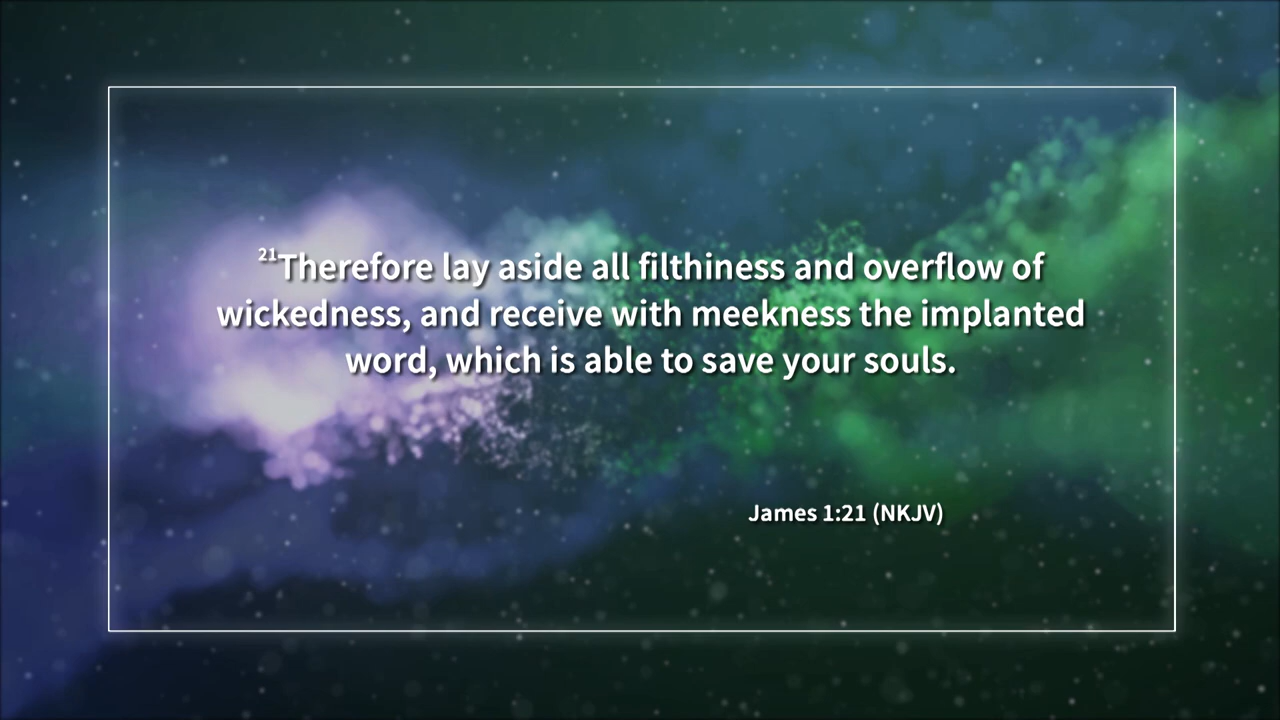 21Therefore lay aside all filthiness and overflow of
wickedness, and receive with meekness the implanted
word, which is able to save your souls.
James 1:21 (NKJV)